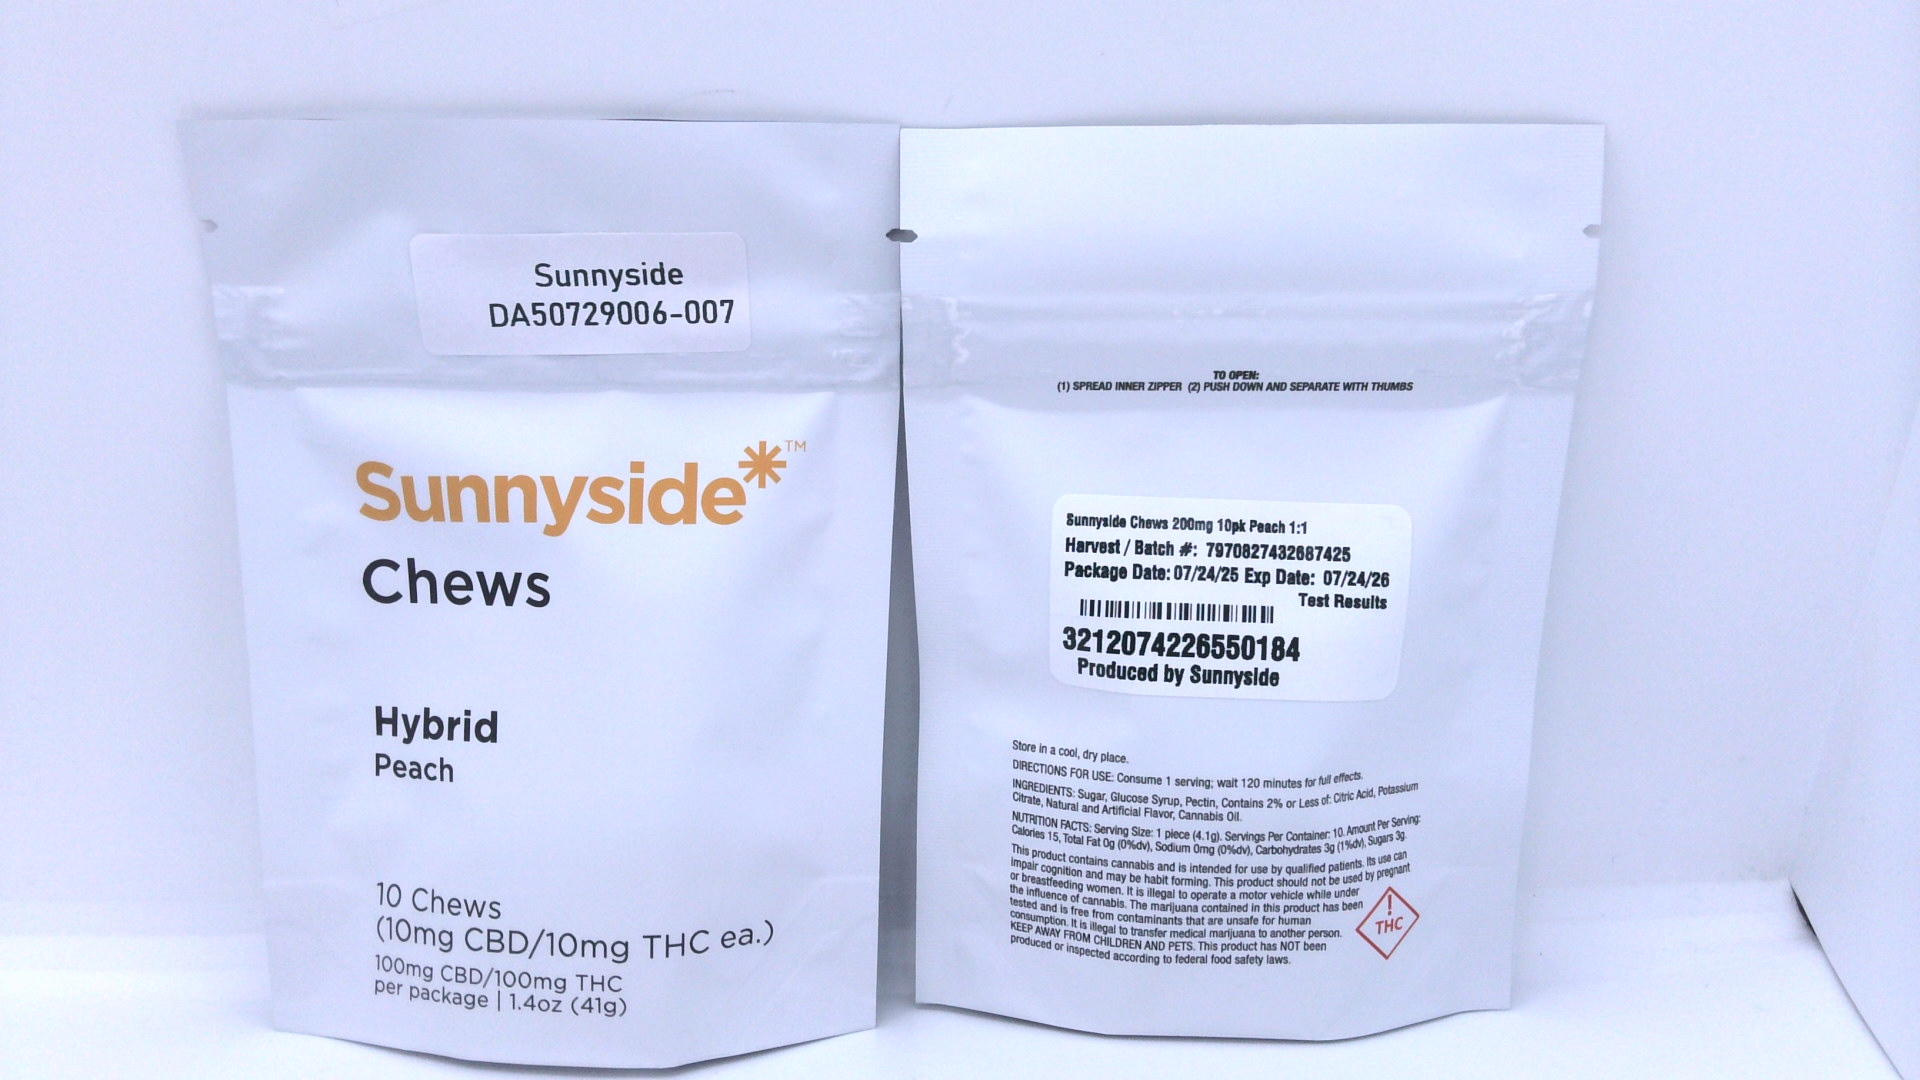 Sunnyside
DA50729006-007
Sunnyside*™
Chews
Hybrid
Peach
10 Chews
(10mg CBD/10mg THC ea.)
100mg CBD/100mg THC
per package | 1.4oz (41g)
TO OPEN:
(1) SPREAD INNER ZIPPER (2) PUSH DOWN AND SEPARATE WITH THUMBS
Sunnyside Chews 200mg 10pk Peach 1:1
Harvest / Batch #: 7970827432687425
Package Date: 07/24/25 Exp Date: 07/24/26
Test Results
3212074226550184
Produced by Sunnyside
Store in a cool, dry place.
DIRECTIONS FOR USE: Consume 1 serving; wait 120 minutes for full effects.
INGREDIENTS: Sugar, Glucose Syrup, Pectin, Contains 2% or Less of: Citric Acid, Potassium
Citrate, Natural and Artificial Flavor, Cannabis Oil.
NUTRITION FACTS: Serving Size: 1 piece (4.1g). Servings Per Container: 10. Amount Per Serving:
Calories 15, Total Fat 0g (0%dv), Sodium 0mg (0%dv), Carbohydrates 3g (1%dv), Sugars 3g.
This product contains cannabis and is intended for use by qualified patients. Its use can
impair cognition and may be habit forming. This product should not be used by pregnant
or breastfeeding women. It is illegal to operate a motor vehicle while under
the influence of cannabis. The marijuana contained in this product has been
tested and is free from contaminants that are unsafe for human
consumption. It is illegal to transfer medical marijuana to another person.
KEEP AWAY FROM CHILDREN AND PETS. This product has NOT been
produced or inspected according to federal food safety laws.
!
THC